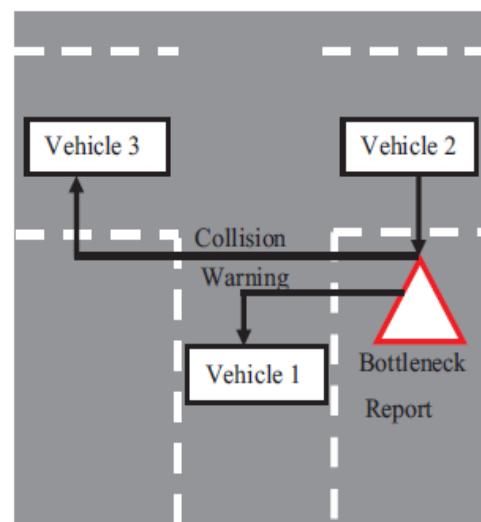 Vehicle 3
Vehicle 2
Collision
Warning
Vehicle 1
Bottleneck
Report